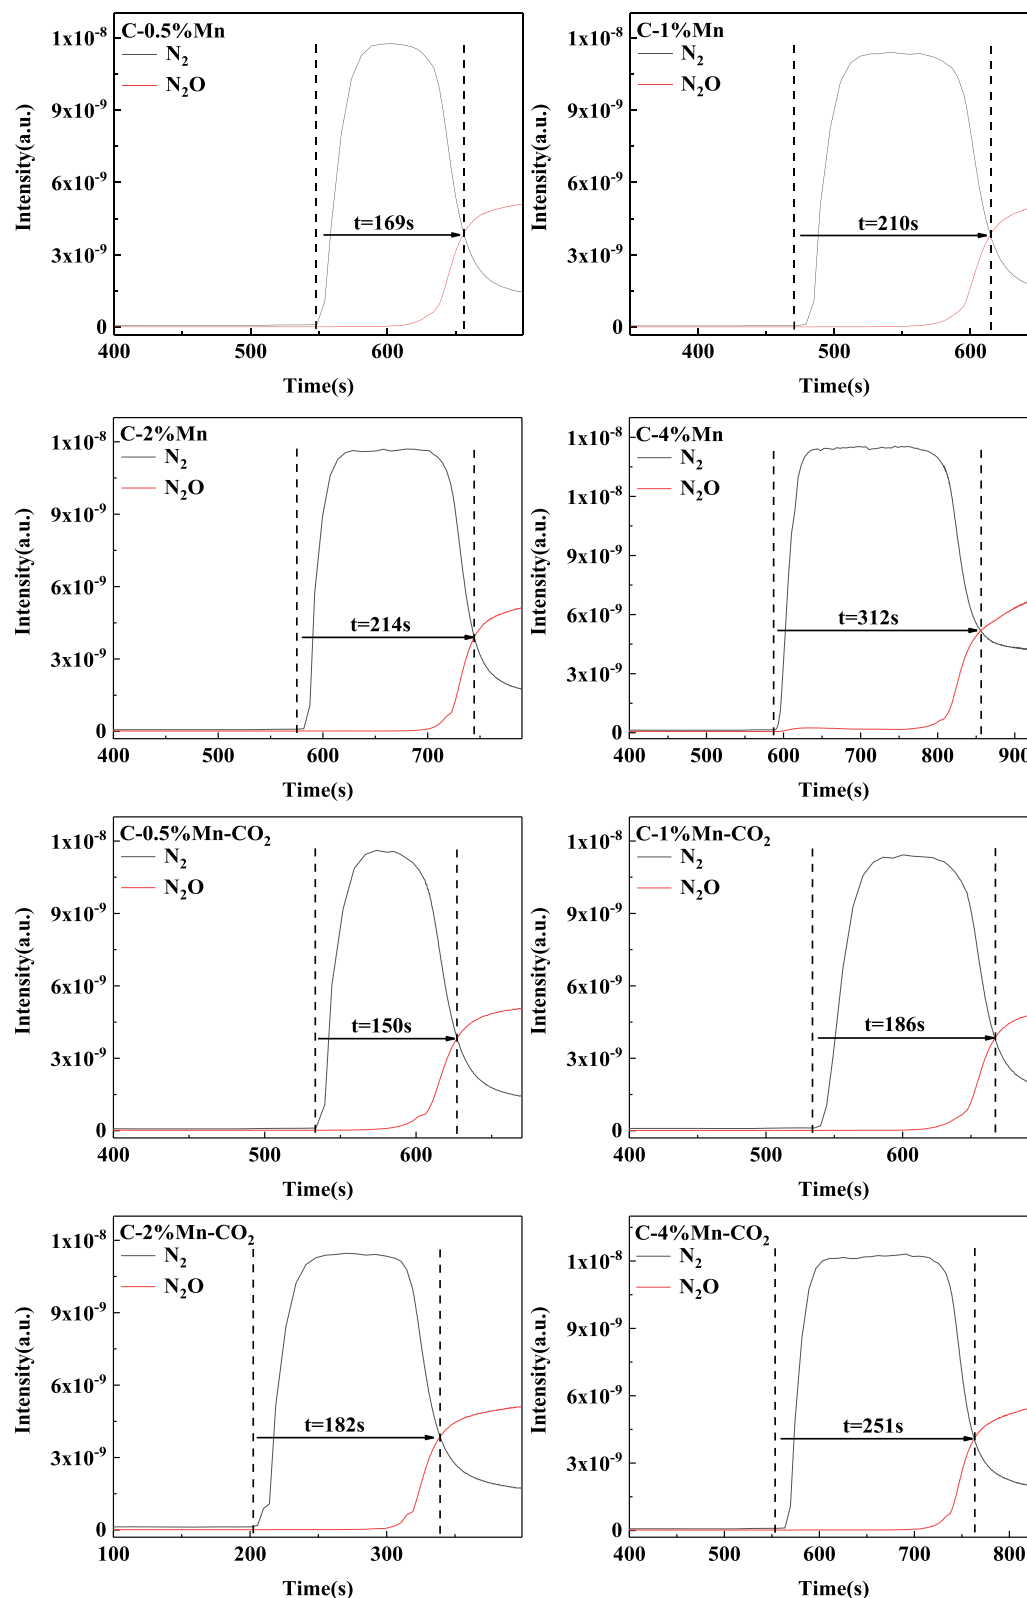 C-0.5%Mn
N₂
N₂O
1x10⁻⁸
9x10⁻⁹
6x10⁻⁹
3x10⁻⁹
0
Intensity(a.u.)
t=169s
400 500 600
Time(s)
C-1%Mn
N₂
N₂O
1x10⁻⁸
9x10⁻⁹
6x10⁻⁹
3x10⁻⁹
0
Intensity(a.u.)
t=210s
400 500 600
Time(s)
C-2%Mn
N₂
N₂O
1x10⁻⁸
9x10⁻⁹
6x10⁻⁹
3x10⁻⁹
0
Intensity(a.u.)
t=214s
400 500 600 700
Time(s)
C-4%Mn
N₂
N₂O
1x10⁻⁸
1x10⁻⁸
9x10⁻⁹
6x10⁻⁹
3x10⁻⁹
0
Intensity(a.u.)
t=312s
400 500 600 700 800 900
Time(s)
C-0.5%Mn-CO₂
N₂
N₂O
1x10⁻⁸
9x10⁻⁹
6x10⁻⁹
3x10⁻⁹
0
Intensity(a.u.)
t=150s
400 500 600
Time(s)
C-1%Mn-CO₂
N₂
N₂O
1x10⁻⁸
9x10⁻⁹
6x10⁻⁹
3x10⁻⁹
0
Intensity(a.u.)
t=186s
400 500 600
Time(s)
C-2%Mn-CO₂
N₂
N₂O
1x10⁻⁸
9x10⁻⁹
6x10⁻⁹
3x10⁻⁹
0
Intensity(a.u.)
t=182s
100 200 300
Time(s)
C-4%Mn-CO₂
N₂
N₂O
1x10⁻⁸
9x10⁻⁹
6x10⁻⁹
3x10⁻⁹
0
Intensity(a.u.)
t=251s
400 500 600 700 800
Time(s)